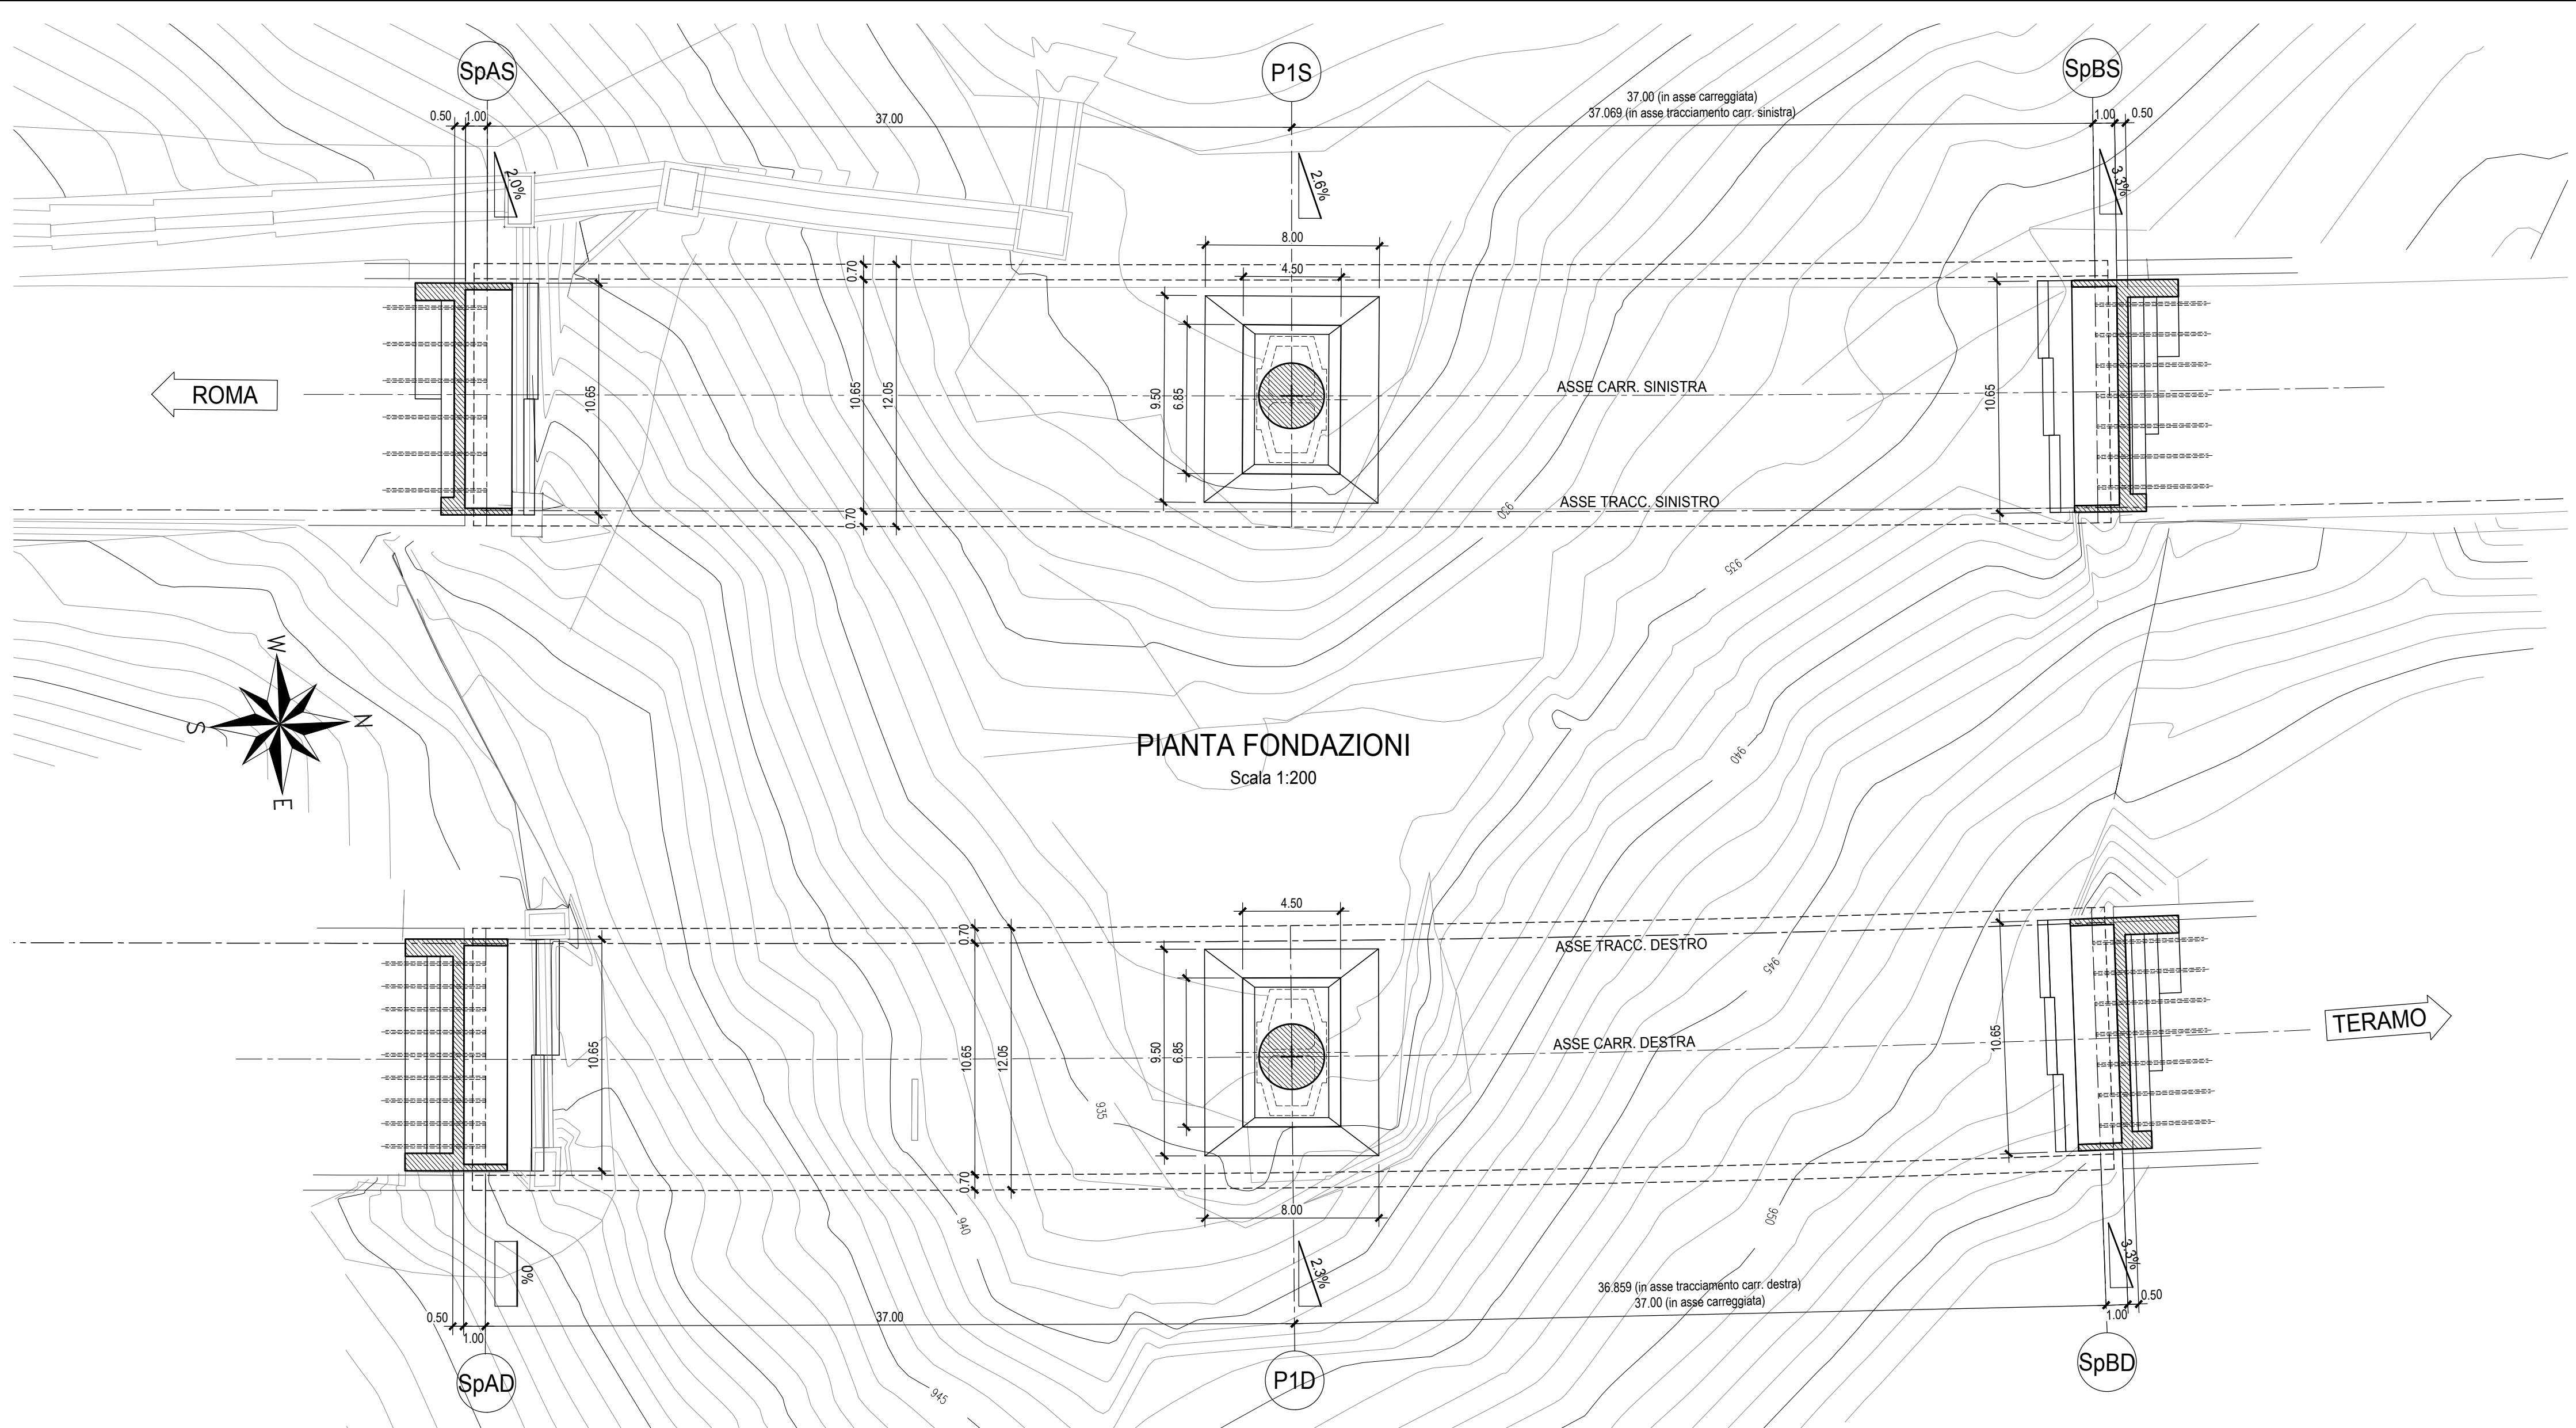 SpAS
P1S
SpBS
37.00 (in asse carreggiata)
37.069 (in asse tracciamento carr. sinistra)
0.50
1.00
37.00
1.00
0.50
2.0%
2.6%
3.3%
8.00
4.50
0.70
10.65
10.65
12.05
9.50
6.85
10.65
0.70
ROMA
ASSE CARR. SINISTRA
ASSE TRACC. SINISTRO
930
935
W
N
S
E
PIANTA FONDAZIONI
Scala 1:200
940
4.50
0.70
ASSE TRACC. DESTRO
945
10.65
10.65
12.05
9.50
6.85
10.65
ASSE CARR. DESTRA
TERAMO
935
0.70
8.00
940
950
0%
2.3%
3.3%
36.859 (in asse tracciamento carr. destra)
37.00 (in asse carreggiata)
0.50
1.00
37.00
1.00
0.50
SpAD
P1D
SpBD
945